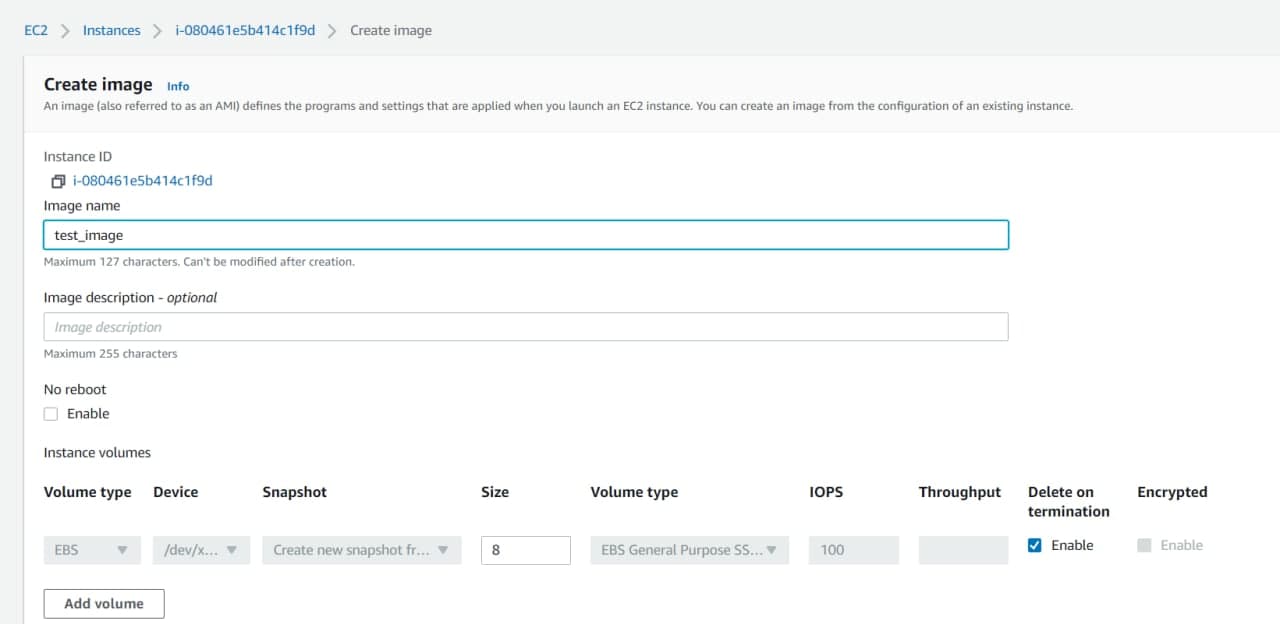 EC2 > Instances > i-080461e5b414c1f9d > Create image
Create image Info
An image (also referred to as an AMI) defines the programs and settings that are applied when you launch an EC2 instance. You can create an image from the configuration of an existing instance.
Instance ID
i-080461e5b414c1f9d
Image name
test_image
Maximum 127 characters. Can't be modified after creation.
Image description - optional
Image description
Maximum 255 characters
No reboot
Enable
Instance volumes
Volume type Device Snapshot Size Volume type IOPS Throughput Delete on termination Encrypted
EBS /dev/x... Create new snapshot fr... 8 EBS General Purpose SS... 100 Enable Enable
Add volume